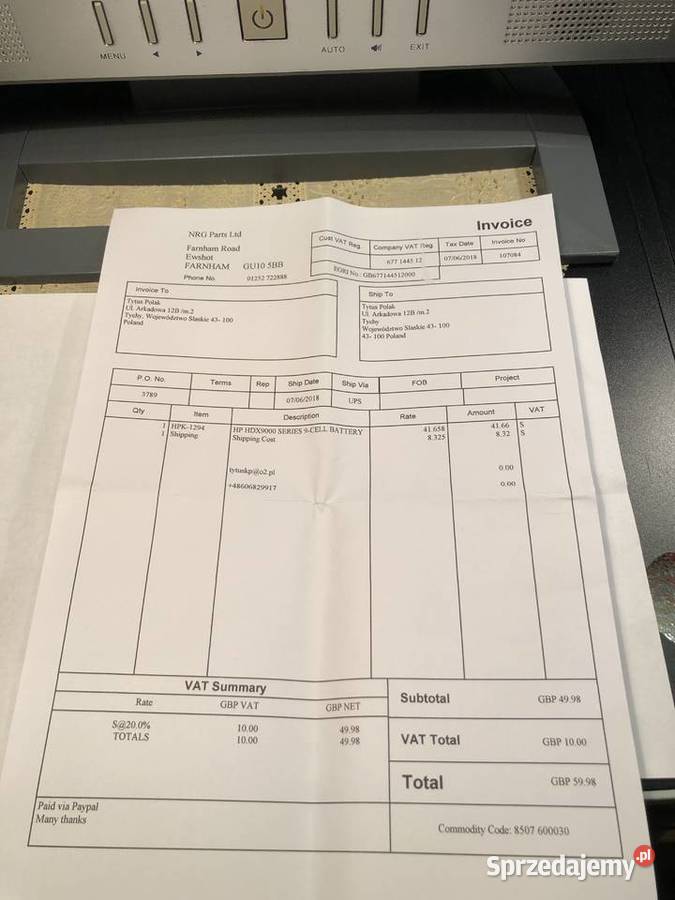 MENU ◄ ► AUTO EXIT
NRG Parts Ltd
Farnham Road
Ewshot
FARNHAM GU10 5BB
Phone No. 01252 722888
Invoice
Cust VAT Reg. Company VAT Reg Tax Date Invoice No
677 1445 12 07/06/2018 107084
EORI No.: GB677144512000
Invoice To
Tytus Polak
Ul. Arkadowa 12B /m.2
Tychy, Województwo Slaskie 43- 100
Poland
Ship To
Tytus Polak
Ul. Arkadowa 12B /m.2
Tychy
Województwo Slaskie 43- 100
43- 100 Poland
P.O. No. Terms Rep Ship Date Ship Via FOB Project
3789 07/06/2018 UPS
Qty Item Description Rate Amount VAT
1 HPK-1294 HP HDX9000 SERIES 9-CELL BATTERY 41.658 41.66 S
1 Shipping Shipping Cost 8.325 8.32 S
tytuskp@o2.pl 0.00
+48606829917 0.00
VAT Summary
Rate GBP VAT GBP NET
S@20.0% 10.00 49.98
TOTALS 10.00 49.98
Subtotal GBP 49.98
VAT Total GBP 10.00
Total GBP 59.98
Paid via Paypal
Many thanks
Commodity Code: 8507 600030
Sprzedajemy.pl